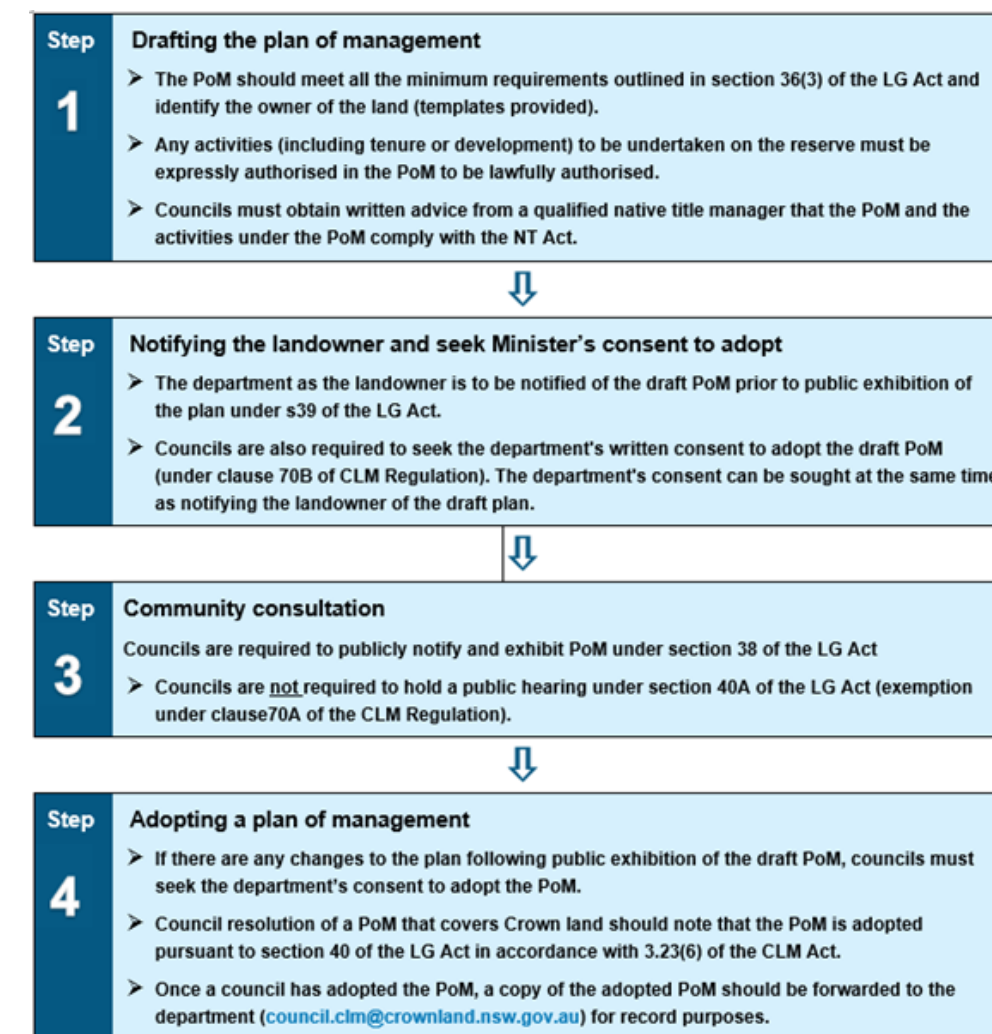 Step
1
Drafting the plan of management
➢ The PoM should meet all the minimum requirements outlined in section 36(3) of the LG Act and
identify the owner of the land (templates provided).
➢ Any activities (including tenure or development) to be undertaken on the reserve must be
expressly authorised in the PoM to be lawfully authorised.
➢ Councils must obtain written advice from a qualified native title manager that the PoM and the
activities under the PoM comply with the NT Act.
Step
2
Notifying the landowner and seek Minister's consent to adopt
➢ The department as the landowner is to be notified of the draft PoM prior to public exhibition of
the plan under s39 of the LG Act.
➢ Councils are also required to seek the department's written consent to adopt the draft PoM
(under clause 70B of CLM Regulation). The department's consent can be sought at the same time
as notifying the landowner of the draft plan.
Step
3
Community consultation
Councils are required to publicly notify and exhibit PoM under section 38 of the LG Act
➢ Councils are not required to hold a public hearing under section 40A of the LG Act (exemption
under clause70A of the CLM Regulation).
Step
4
Adopting a plan of management
➢ If there are any changes to the plan following public exhibition of the draft PoM, councils must
seek the department's consent to adopt the PoM.
➢ Council resolution of a PoM that covers Crown land should note that the PoM is adopted
pursuant to section 40 of the LG Act in accordance with 3.23(6) of the CLM Act.
➢ Once a council has adopted the PoM, a copy of the adopted PoM should be forwarded to the
department (council.clm@crownland.nsw.gov.au) for record purposes.